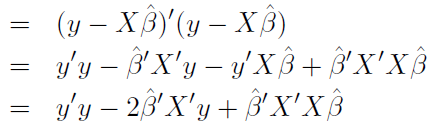 = (y − Xβ̂)′(y − Xβ̂)
= y′y − β̂′X′y − y′Xβ̂ + β̂′X′Xβ̂
= y′y − 2β̂′X′y + β̂′X′Xβ̂